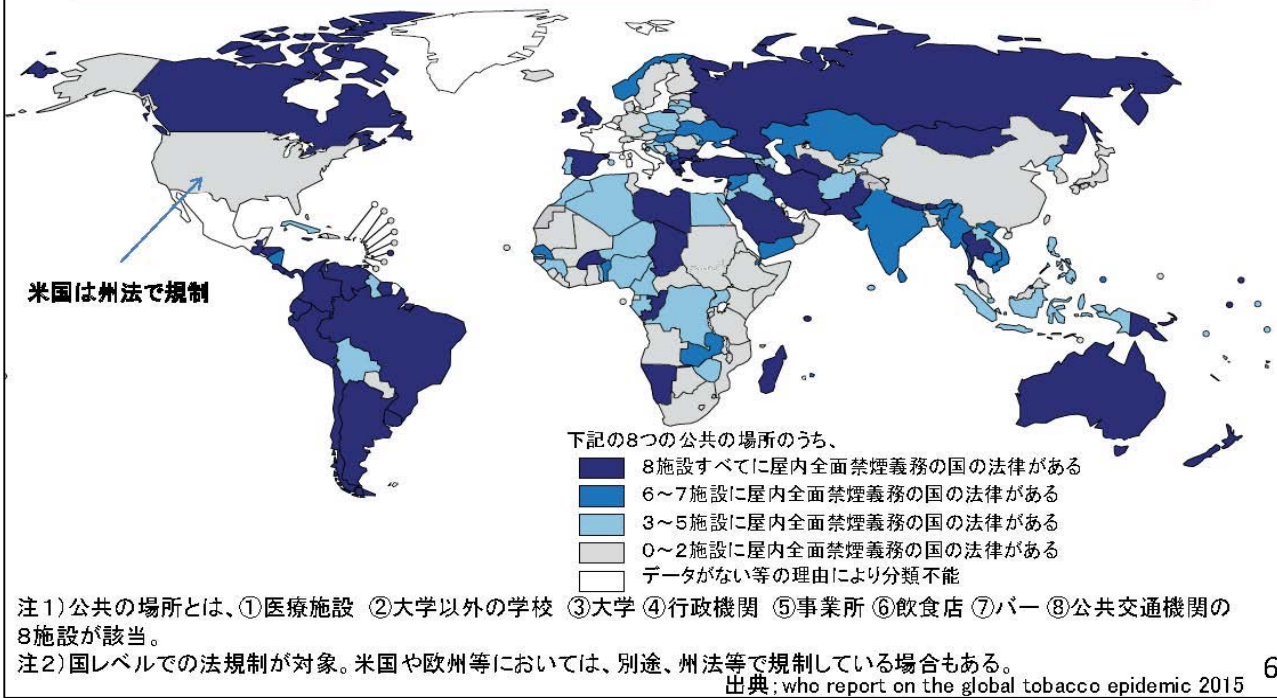 米国は州法で規制
下記の8つの公共の場所のうち、
8施設すべてに屋内全面禁煙義務の国の法律がある
6～7施設に屋内全面禁煙義務の国の法律がある
3～5施設に屋内全面禁煙義務の国の法律がある
0～2施設に屋内全面禁煙義務の国の法律がある
データがない等の理由により分類不能
注1)公共の場所とは、①医療施設 ②大学以外の学校 ③大学 ④行政機関 ⑤事業所 ⑥飲食店 ⑦バー ⑧公共交通機関の
8施設が該当。
注2)国レベルでの法規制が対象。米国や欧州等においては、別途、州法等で規制している場合もある。
出典；who report on the global tobacco epidemic 2015
6